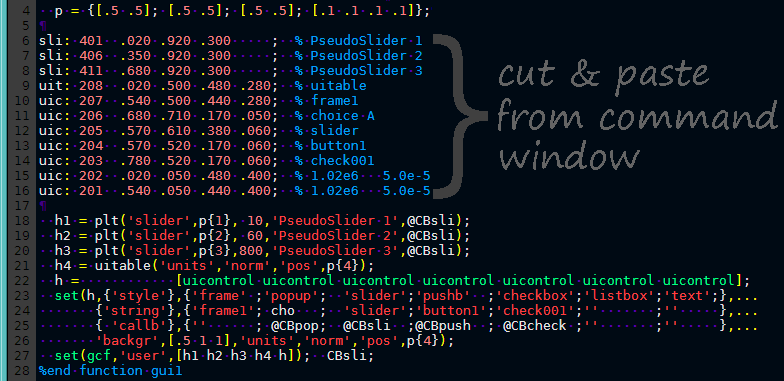 4 p = {[.5 .5]; [.5 .5]; [.5 .5]; [.1 .1 .1 .1]};
5 ¶
6 sli: 401 .020 .920 .300 ; % PseudoSlider 1
7 sli: 406 .350 .920 .300 ; % PseudoSlider 2
8 sli: 411 .680 .920 .300 ; % PseudoSlider 3
9 uit: 208 .020 .500 .480 .280; % uitable
10 uic: 207 .540 .500 .440 .280; % frame1
11 uic: 206 .680 .710 .170 .050; % choice A
12 uic: 205 .570 .610 .380 .060; % slider
13 uic: 204 .570 .520 .170 .060; % button1
14 uic: 203 .780 .520 .170 .060; % check001
15 uic: 202 .020 .050 .480 .400; % 1.02e6 5.0e-5
16 uic: 201 .540 .050 .440 .400; % 1.02e6 5.0e-5
cut & paste
from command
window
17 ¶
18 h1 = plt('slider',p{1}, 10,'PseudoSlider 1',@CBsli);
19 h2 = plt('slider',p{2}, 60,'PseudoSlider 2',@CBsli);
20 h3 = plt('slider',p{3},800,'PseudoSlider 3',@CBsli);
21 h4 = uitable('units','norm','pos',p{4});
22 h = [uicontrol uicontrol uicontrol uicontrol uicontrol uicontrol uicontrol];
23 set(h,{'style'},{'frame' ;'popup'; 'slider';'pushb' ;'checkbox';'listbox';'text';},...
24 {'string'},{'frame1'; cho ; 'slider';'button1';'check001';'' ;'' },...
25 { 'callb'},{'' ; @CBpop; @CBsli ;@CBpush ; @CBcheck ;'' ;'' },...
26 'backgr',[.5 1 1],'units','norm','pos',p{4});
27 set(gcf,'user',[h1 h2 h3 h4 h]); CBsli;
28 %end function gui1